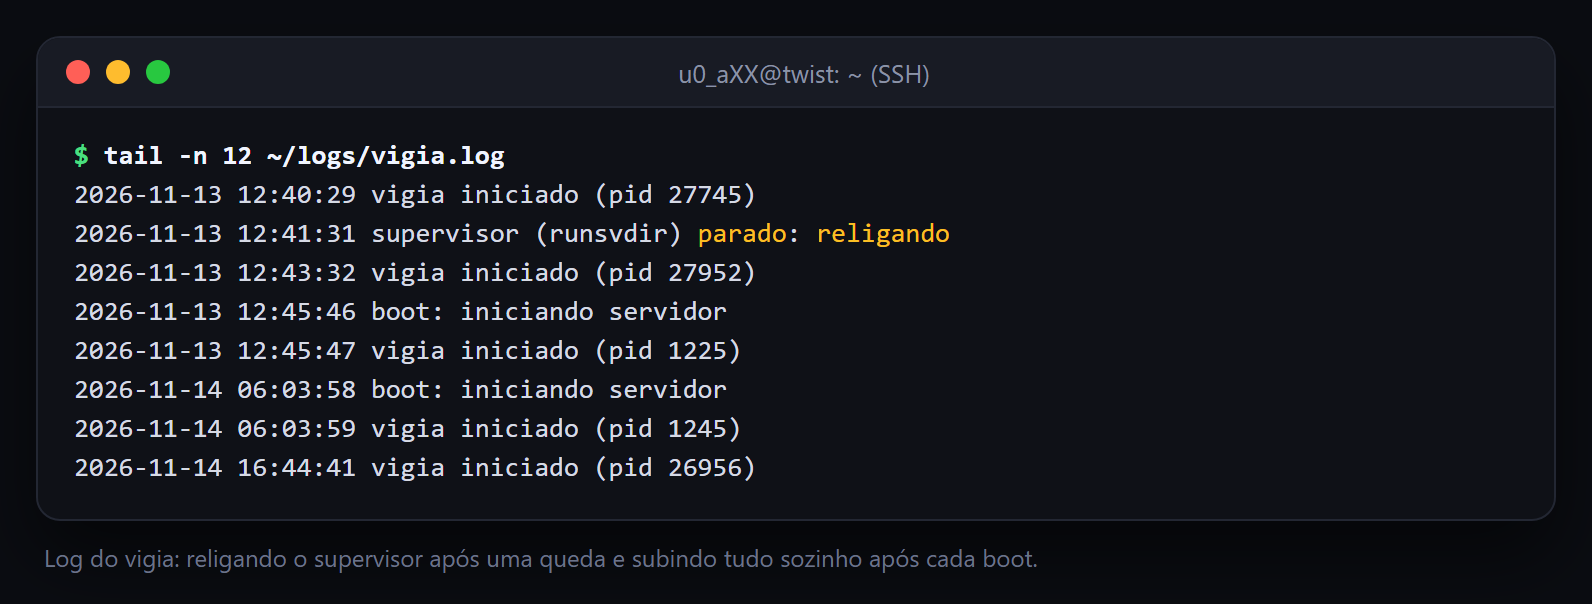 u0_aXX@twist: ~ (SSH)
$ tail -n 12 ~/logs/vigia.log
2026-11-13 12:40:29 vigia iniciado (pid 27745)
2026-11-13 12:41:31 supervisor (runsvdir) parado: religando
2026-11-13 12:43:32 vigia iniciado (pid 27952)
2026-11-13 12:45:46 boot: iniciando servidor
2026-11-13 12:45:47 vigia iniciado (pid 1225)
2026-11-14 06:03:58 boot: iniciando servidor
2026-11-14 06:03:59 vigia iniciado (pid 1245)
2026-11-14 16:44:41 vigia iniciado (pid 26956)
Log do vigia: religando o supervisor após uma queda e subindo tudo sozinho após cada boot.